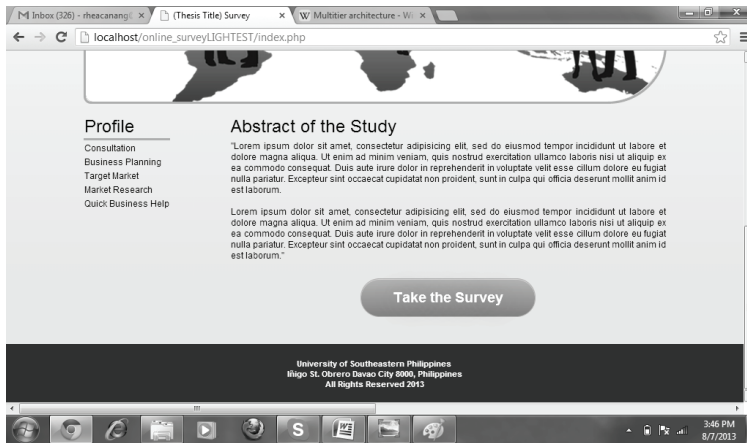 Inbox (326) - rheacanang
(Thesis Title) Survey
Multitier architecture - Wi
localhost/online_surveyLIGHTEST/index.php
Profile
Consultation
Business Planning
Target Market
Market Research
Quick Business Help
Abstract of the Study
"Lorem ipsum dolor sit amet, consectetur adipisicing elit, sed do eiusmod tempor incididunt ut labore et
dolore magna aliqua. Ut enim ad minim veniam, quis nostrud exercitation ullamco laboris nisi ut aliquip ex
ea commodo consequat. Duis aute irure dolor in reprehenderit in voluptate velit esse cillum dolore eu fugiat
nulla pariatur. Excepteur sint occaecat cupidatat non proident, sunt in culpa qui officia deserunt mollit anim id
est laborum.
Lorem ipsum dolor sit amet, consectetur adipisicing elit, sed do eiusmod tempor incididunt ut labore et
dolore magna aliqua. Ut enim ad minim veniam, quis nostrud exercitation ullamco laboris nisi ut aliquip ex
ea commodo consequat. Duis aute irure dolor in reprehenderit in voluptate velit esse cillum dolore eu fugiat
nulla pariatur. Excepteur sint occaecat cupidatat non proident, sunt in culpa qui officia deserunt mollit anim id
est laborum."
Take the Survey
University of Southeastern Philippines
Iñigo St. Obrero Davao City 8000, Philippines
All Rights Reserved 2013
3:46 PM
8/7/2013